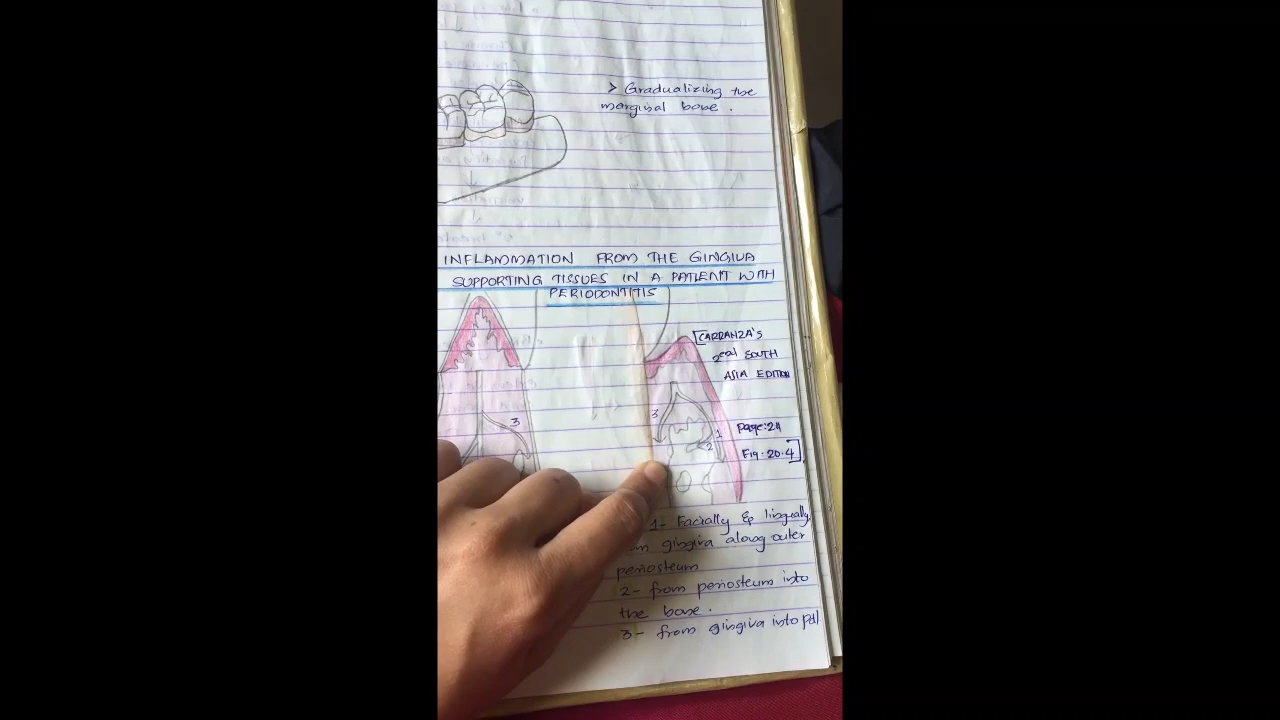 > Gradualizing the
marginal bone.
INFLAMMATION FROM THE GINGIVA
SUPPORTING TISSUES IN A PATIENT WITH
PERIODONTITIS
[CARRANZA'S
2nd SOUTH
ASIA EDITION
3
3
1
2
Page: 211
Fig. 20.4]
1- Facially & lingually
gingiva along outer
periosteum
2- from periosteum into
the bone.
3- from gingiva into pdl